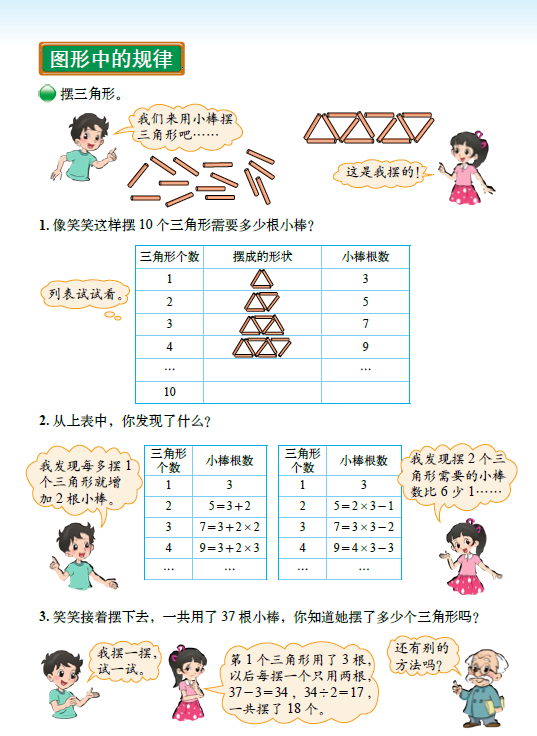 图形中的规律
摆三角形。
我们来用小棒摆
三角形吧……
这是我摆的!
1. 像笑笑这样摆 10 个三角形需要多少根小棒?
列表试试看。
三角形个数 摆成的形状 小棒根数
1 3
2 5
3 7
4 9
… …
10
2. 从上表中，你发现了什么?
我发现每多摆 1
个三角形就增
加 2 根小棒。
三角形
个数 小棒根数
1 3
2 5=3+2
3 7=3+2×2
4 9=3+2×3
… …
三角形
个数 小棒根数
1 3
2 5=2×3−1
3 7=3×3−2
4 9=4×3−3
… …
我发现摆 2 个三
角形需要的小棒
数比 6 少 1……
3. 笑笑接着摆下去，一共用了 37 根小棒，你知道她摆了多少个三角形吗?
我摆一摆，
试一试。
第 1 个三角形用了 3 根，
以后每摆一个只用两根，
37−3=34，34÷2=17，
一共摆了 18 个。
还有别的
方法吗?